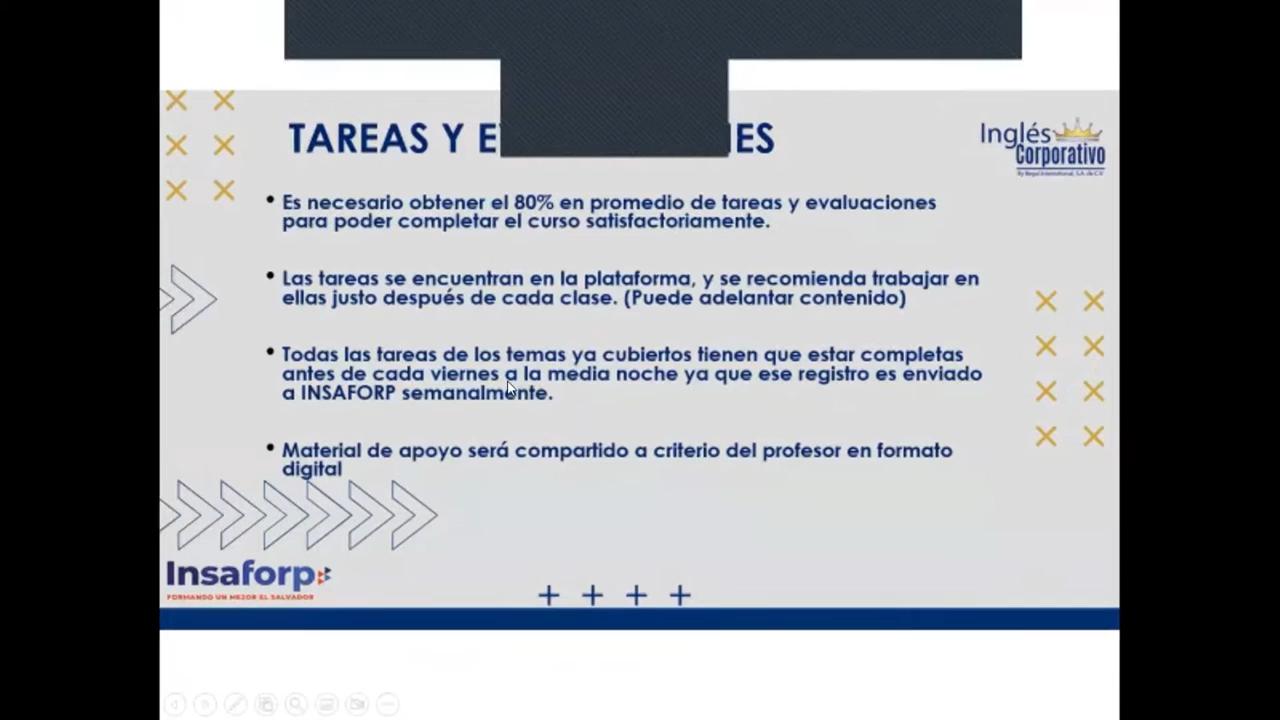 TAREAS Y E ES
Inglés
Corporativo
• Es necesario obtener el 80% en promedio de tareas y evaluaciones
para poder completar el curso satisfactoriamente.
• Las tareas se encuentran en la plataforma, y se recomienda trabajar en
ellas justo después de cada clase. (Puede adelantar contenido)
• Todas las tareas de los temas ya cubiertos tienen que estar completas
antes de cada viernes a la media noche ya que ese registro es enviado
a INSAFORP semanalmente.
• Material de apoyo será compartido a criterio del profesor en formato
digital
Insaforp
FORMANDO UN MEJOR EL SALVADOR